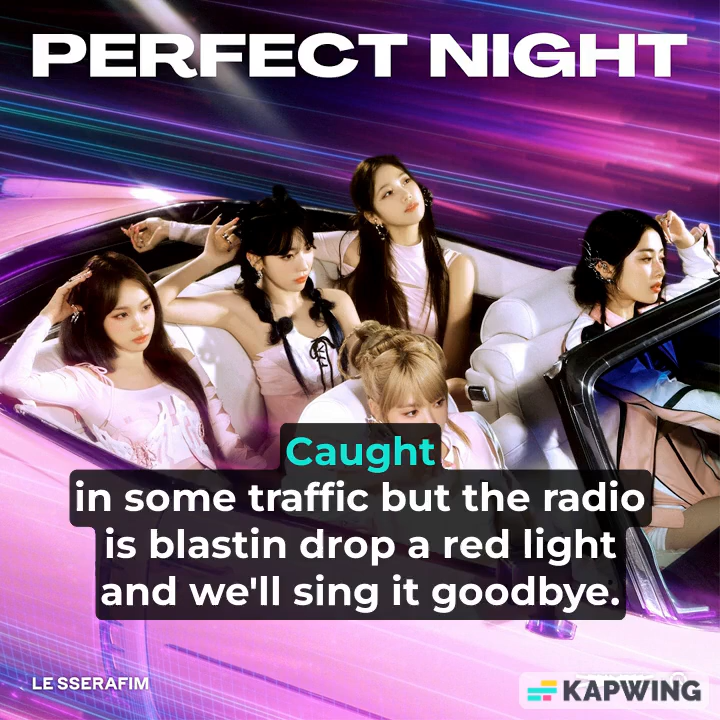 PERFECT NIGHT
Caught
in some traffic but the radio
is blastin drop a red light
and we'll sing it goodbye.
LE SSERAFIM
KAPWING